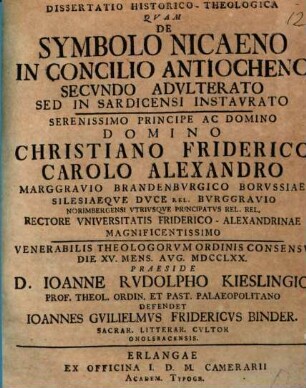 DISSERTATIO HISTORICO-THEOLOGICA
12
QVAM
DE
SYMBOLO NICAENO
IN CONCILIO ANTIOCHENO
SECVNDO ADVLTERATO
SED IN SARDICENSI INSTAVRATO
SERENISSIMO PRINCIPE AC DOMINO
DOMINO
CHRISTIANO FRIDERICO
CAROLO ALEXANDRO
MARGGRAVIO BRANDENBVRGICO BORVSSIAE
SILESIAEQVE DVCE REL. BVRGGRAVIO
NORIMBERGENSI VTRIVSQVE PRINCIPATVS REL. REL.
RECTORE VNIVERSITATIS FRIDERICO-ALEXANDRINAE
MAGNIFICENTISSIMO
VENERABILIS THEOLOGORVM ORDINIS CONSENSV
DIE XV. MENS. AVG. MDCCLXX.
PRAESIDE
D. IOANNE RVDOLPHO KIESLINGIO
PROF. THEOL. ORDIN. ET PAST. PALAEOPOLITANO
DEFENDET
IOANNES GVILIELMVS FRIDERICVS BINDER.
SACRAR. LITTERAR. CVLTOR
ONOLSBACENSIS.
ERLANGAE
EX OFFICINA I. D. M. CAMERARII
ACADEM. TYPOGR.